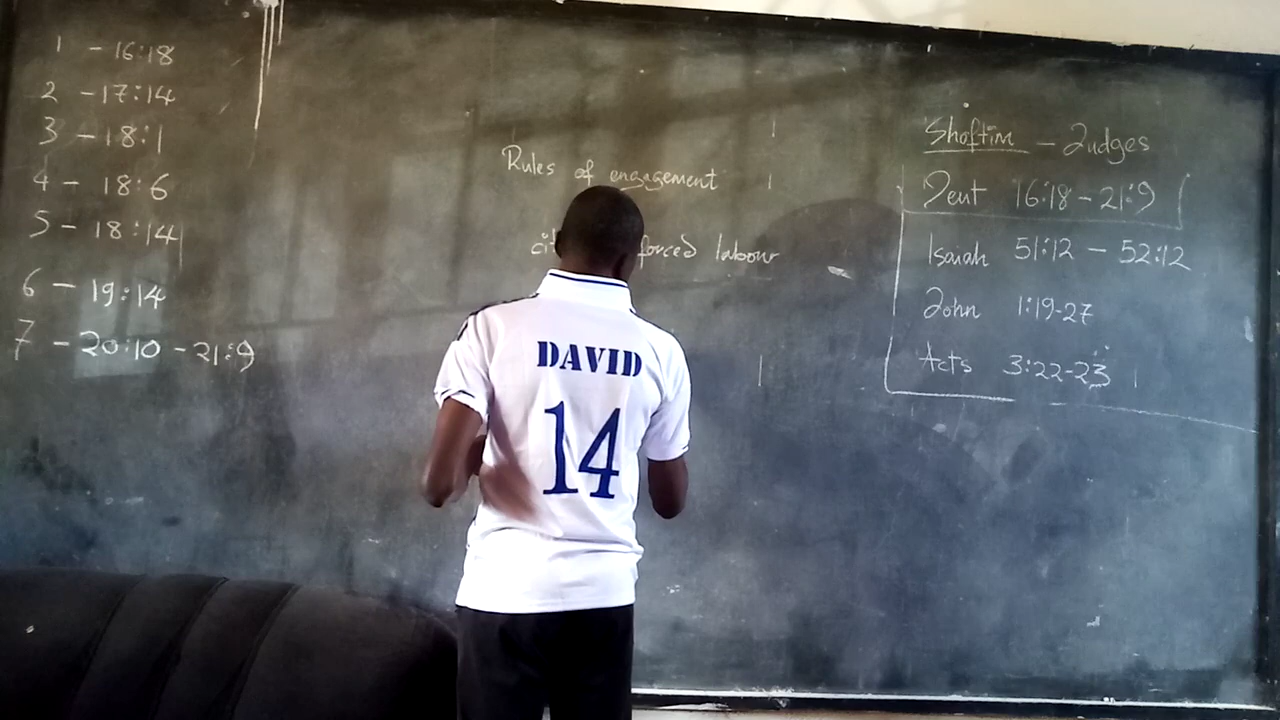 1 - 16:18
2 - 17:14
3 - 18:1
4 - 18:6
5 - 18:14
6 - 19:14
7 - 20:10 - 21:9
Rules of engagement
forced labour
Shoftim - Judges
Deut 16:18 - 21:9
Isaiah 51:12 - 52:12
John 1:19-27
Acts 3:22-23
DAVID
14